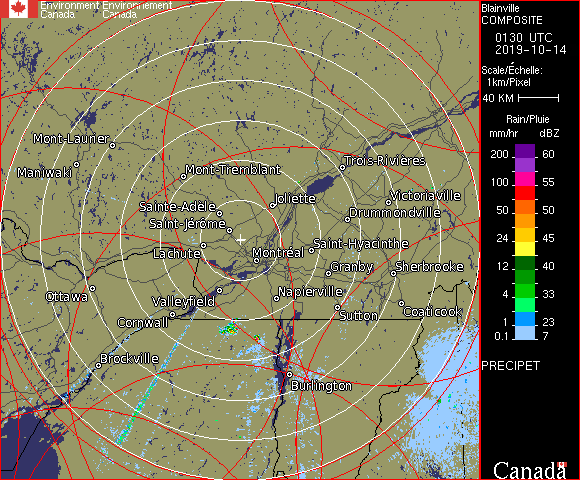 Environment Environnement
Canada Canada
Blainville
COMPOSITE
0130 UTC
2019-10-14
Scale/Échelle:
1km/Pixel
40 KM
Rain/Pluie
mm/hr dBZ
200 60
100 55
50 50
24 45
12 40
4 33
1 23
0.1 7
PRECIPET
Canada
Mont-Laurier
Maniwaki
Mont-Tremblant
Trois-Rivières
Joliette
Victoriaville
Sainte-Adèle
Drummondville
Saint-Jérôme
Lachute
Montréal
Saint-Hyacinthe
Granby
Sherbrooke
Ottawa
Valleyfield
Napierville
Cornwall
Sutton
Coaticook
Brockville
Burlington